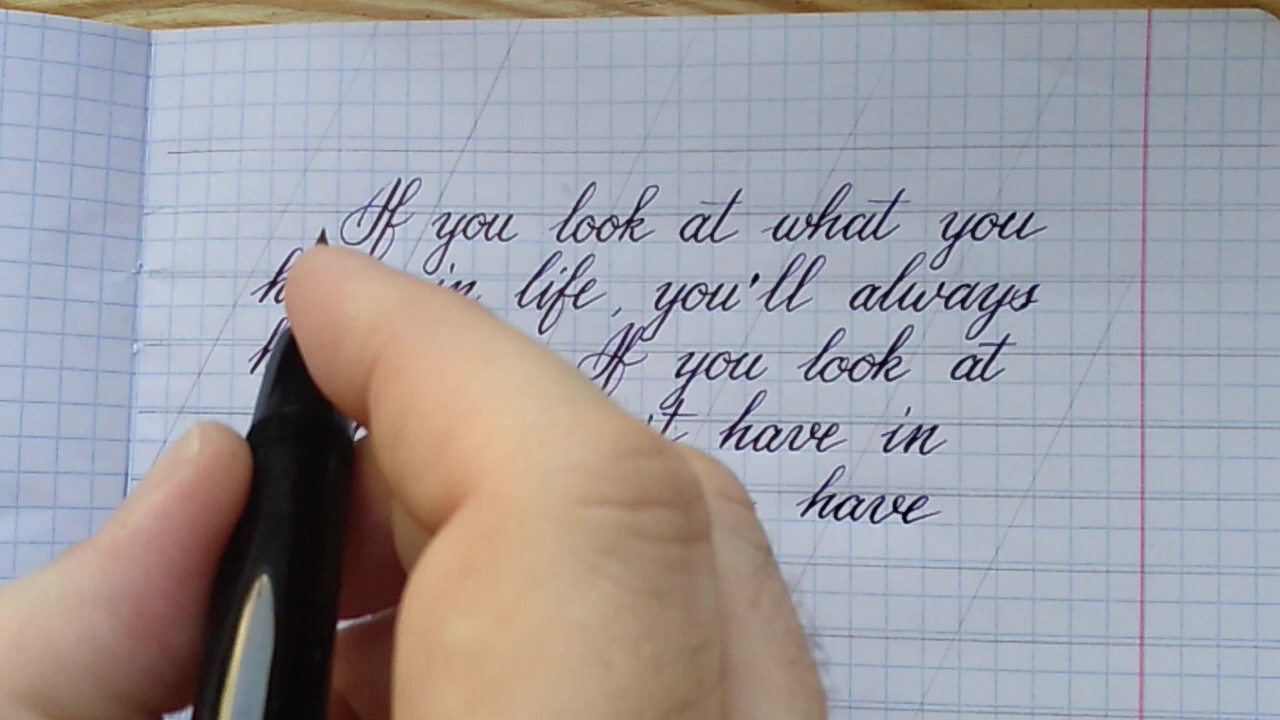 If you look at what you
in life, you'll always
If you look at
have in
have